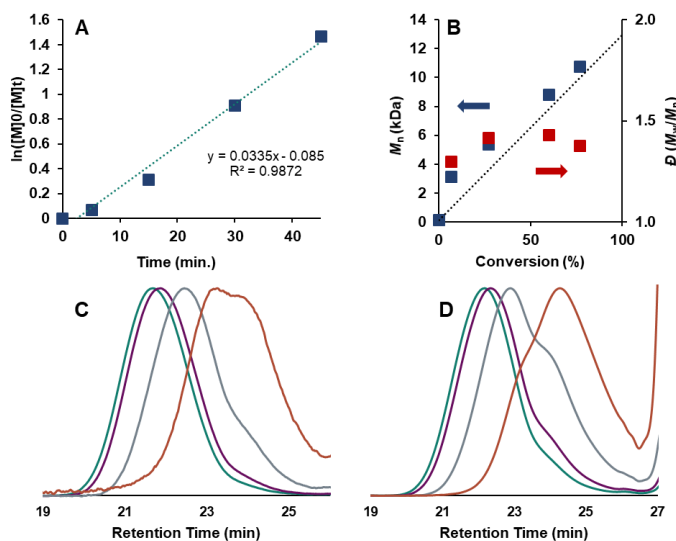 A
ln([M]0/[M]t)
1.6
1.4
1.2
1
0.8
0.6
0.4
0.2
0
y = 0.0335x - 0.085
R² = 0.9872
0 10 20 30 40
Time (min.)
B
Mn (kDa)
14
12
10
8
6
4
2
0
2.0
1.5
1.0
Đ (Mw/Mn)
0 50 100
Conversion (%)
C
19 21 23 25
Retention Time (min)
D
19 21 23 25 27
Retention Time (min)